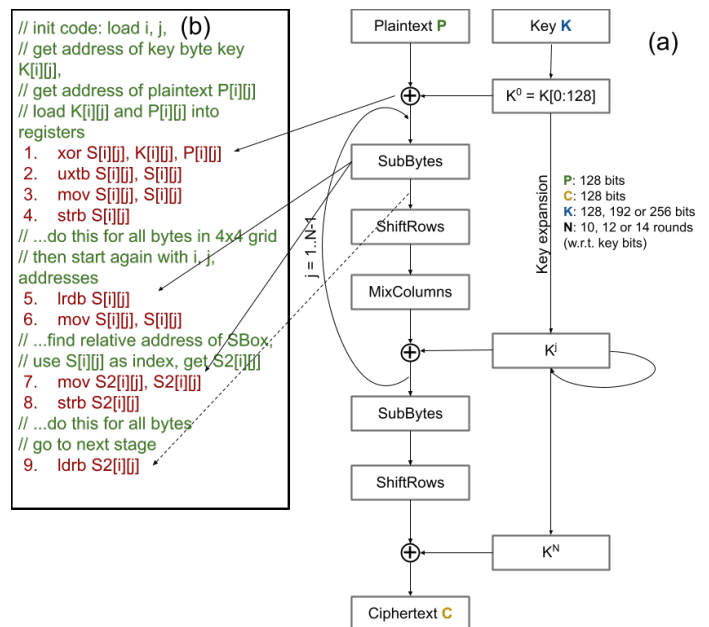 (b)
// init code: load i, j,
// get address of key byte key
K[i][j],
// get address of plaintext P[i][j]
// load K[i][j] and P[i][j] into
registers
1. xor S[i][j], K[i][j], P[i][j]
2. uxtb S[i][j], S[i][j]
3. mov S[i][j], S[i][j]
4. strb S[i][j]
// ...do this for all bytes in 4x4 grid
// then start again with i, j,
addresses
5. lrdb S[i][j]
6. mov S[i][j], S[i][j]
// ...find relative address of SBox,
// use S[i][j] as index, get S2[i][j]
7. mov S2[i][j], S2[i][j]
8. strb S2[i][j]
// ...do this for all bytes
// go to next stage
9. ldrb S2[i][j]
(a)
Plaintext P
Key K
K⁰ = K[0:128]
SubBytes
ShiftRows
MixColumns
j = 1..N-1
Key expansion
P: 128 bits
C: 128 bits
K: 128, 192 or 256 bits
N: 10, 12 or 14 rounds
(w.r.t. key bits)
Kʲ
SubBytes
ShiftRows
Kᴺ
Ciphertext C